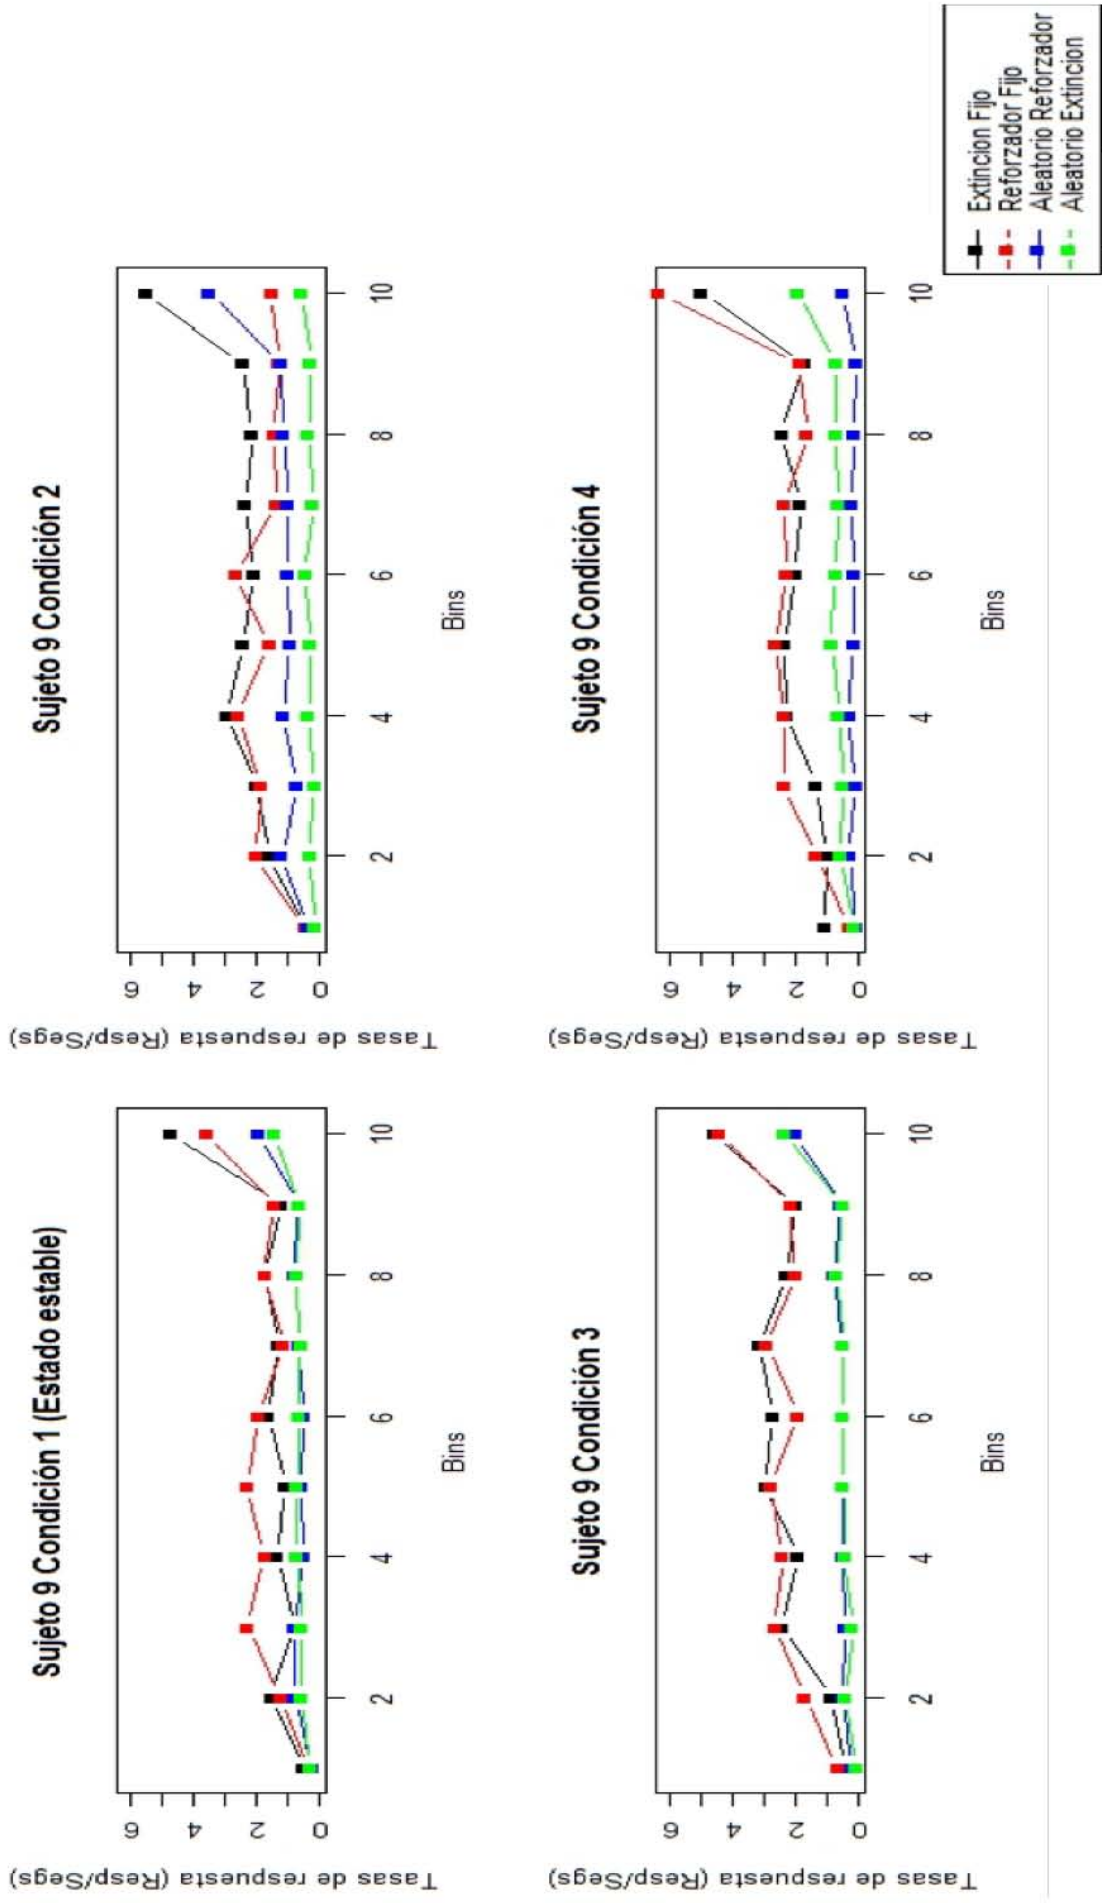 Sujeto 9 Condición 1 (Estado estable)
Tasas de respuesta (Resp/Segs)
6
4
2
0
2
4
6
8
10
Bins
Sujeto 9 Condición 2
Tasas de respuesta (Resp/Segs)
6
4
2
0
2
4
6
8
10
Bins
Sujeto 9 Condición 3
Tasas de respuesta (Resp/Segs)
6
4
2
0
2
4
6
8
10
Bins
Sujeto 9 Condición 4
Tasas de respuesta (Resp/Segs)
6
4
2
0
2
4
6
8
10
Bins
Extincion Fijo
Reforzador Fijo
Aleatorio Reforzador
Aleatorio Extincion